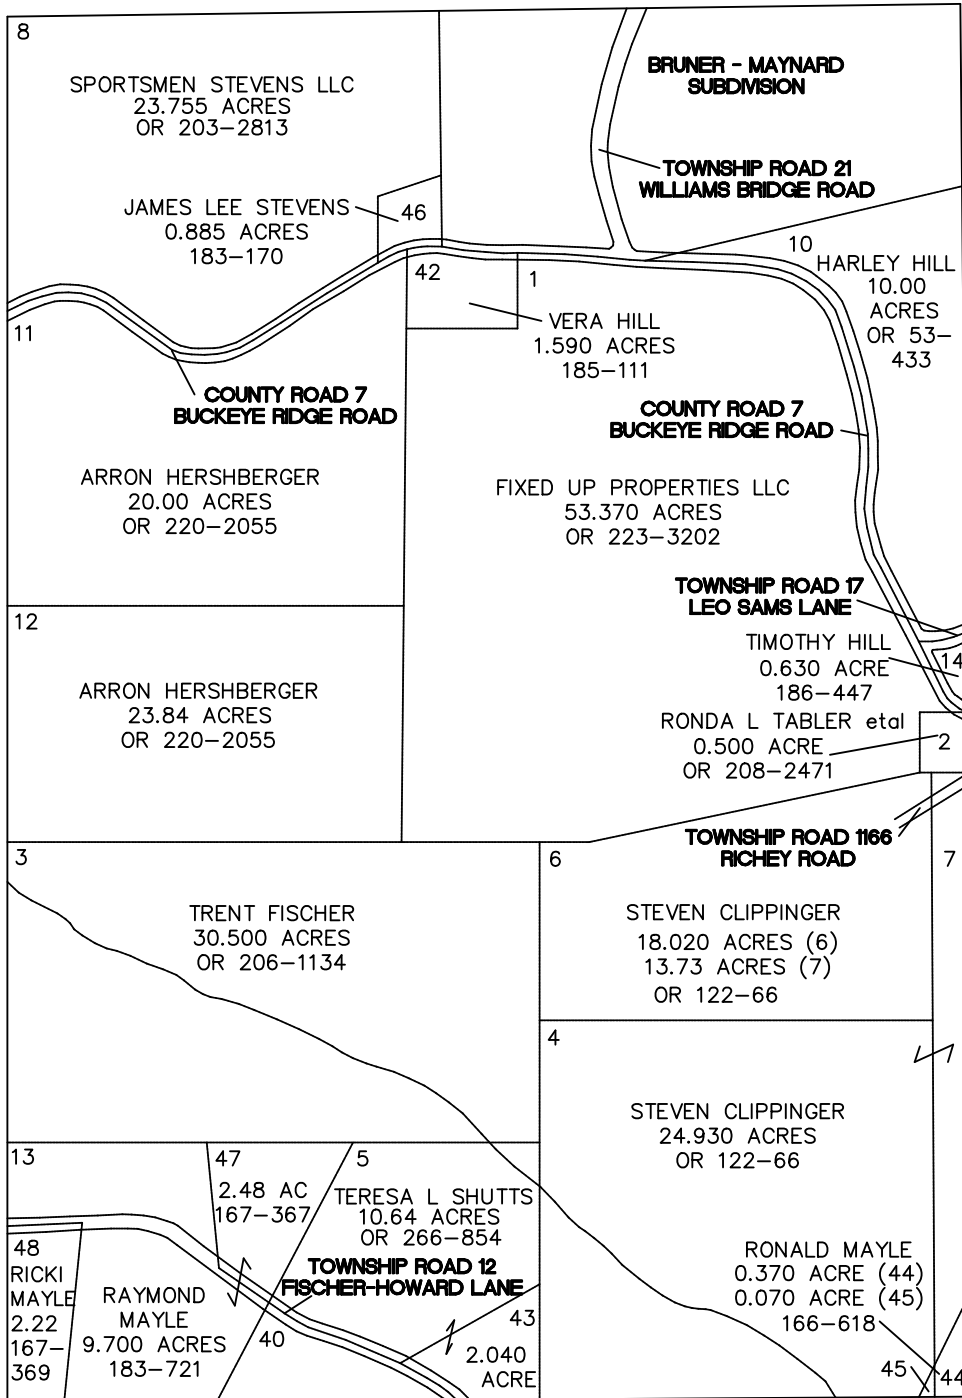 8
SPORTSMEN STEVENS LLC
23.755 ACRES
OR 203-2813
BRUNER - MAYNARD
SUBDIVISION
TOWNSHIP ROAD 21
WILLIAMS BRIDGE ROAD
JAMES LEE STEVENS
0.885 ACRES
183-170
46
10
HARLEY HILL
10.00
ACRES
OR 53-
433
42
1
VERA HILL
1.590 ACRES
185-111
11
COUNTY ROAD 7
BUCKEYE RIDGE ROAD
COUNTY ROAD 7
BUCKEYE RIDGE ROAD
ARRON HERSHBERGER
20.00 ACRES
OR 220-2055
FIXED UP PROPERTIES LLC
53.370 ACRES
OR 223-3202
TOWNSHIP ROAD 17
LEO SAMS LANE
12
TIMOTHY HILL
0.630 ACRE
186-447
14
ARRON HERSHBERGER
23.84 ACRES
OR 220-2055
RONDA L TABLER etal
0.500 ACRE
OR 208-2471
2
TOWNSHIP ROAD 1166
RICHEY ROAD
3
6
7
TRENT FISCHER
30.500 ACRES
OR 206-1134
STEVEN CLIPPINGER
18.020 ACRES (6)
13.73 ACRES (7)
OR 122-66
4
STEVEN CLIPPINGER
24.930 ACRES
OR 122-66
13
47
2.48 AC
167-367
5
TERESA L SHUTTS
10.64 ACRES
OR 266-854
TOWNSHIP ROAD 12
FISCHER-HOWARD LANE
48
RICKI
MAYLE
2.22
167-
369
RAYMOND
MAYLE
9.700 ACRES
183-721
40
43
2.040
ACRE
RONALD MAYLE
0.370 ACRE (44)
0.070 ACRE (45)
166-618
45
44